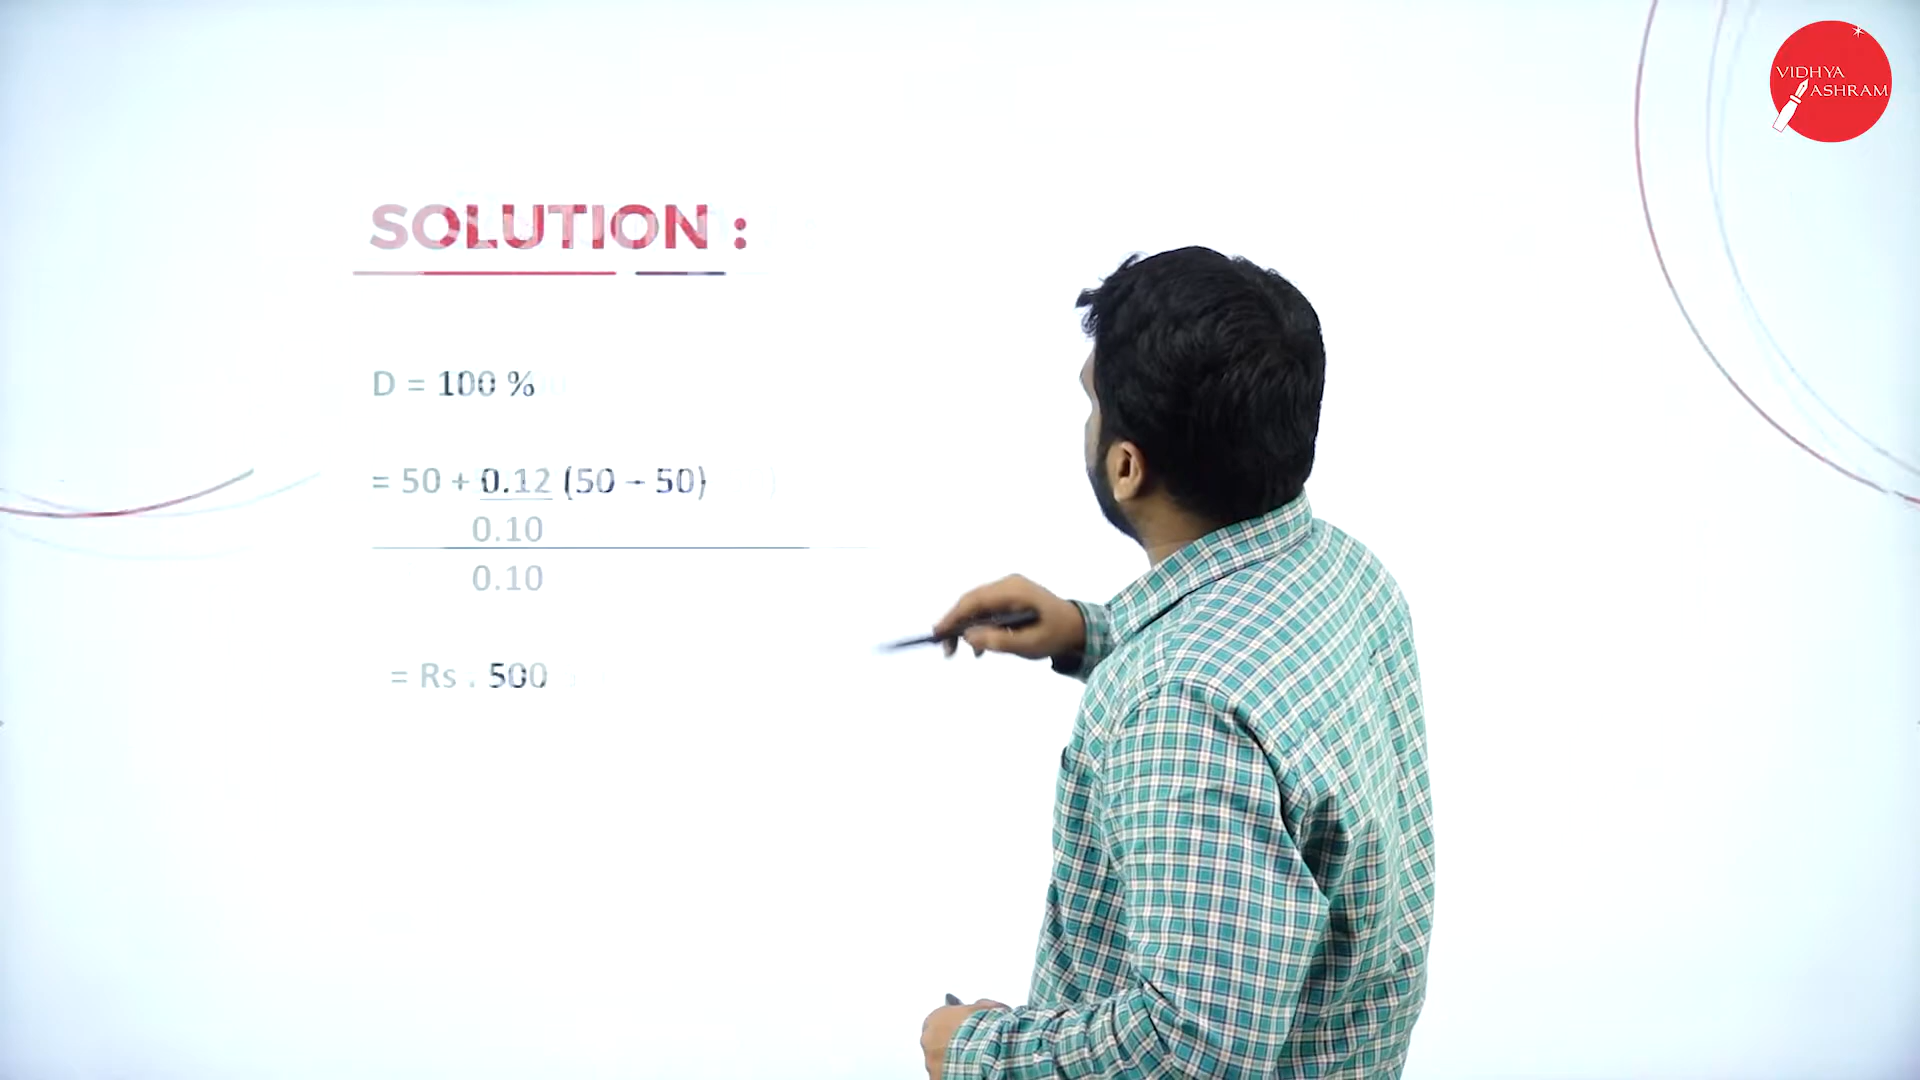 VIDHYA
ASHRAM
SOLUTION :
D = 100 %
= 50 + 0.12 (50 – 50)
0.10
0.10
= Rs . 500